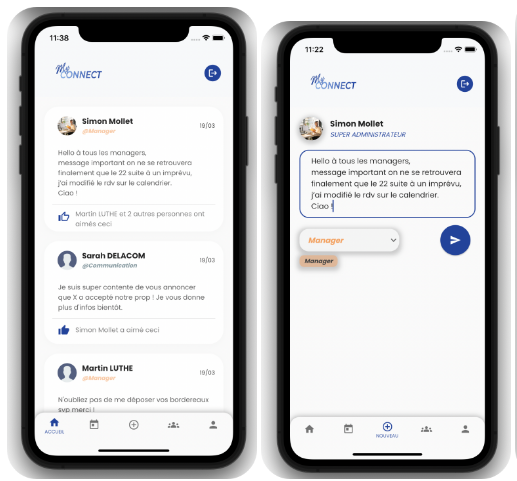 11:38
My
CONNECT
Simon Mollet
@Manager
19/03
Hello à tous les managers,
message important on ne se retrouvera
finalement que le 22 suite à un imprévu,
j'ai modifié le rdv sur le calendrier.
Ciao !
Martin LUTHE et 2 autres personnes ont
aimés ceci
Sarah DELACOM
@Communication
19/03
Je suis super contente de vous annoncer
que X a accepté notre prop ! Je vous donne
plus d'infos bientôt.
Simon Mollet a aimé ceci
Martin LUTHE
@Manager
19/03
N'oubliez pas de me déposer vos bordereaux
svp merci !
ACCUEIL
11:22
My
CONNECT
Simon Mollet
SUPER ADMINISTRATEUR
Hello à tous les managers,
message important on ne se retrouvera
finalement que le 22 suite à un imprévu,
j'ai modifié le rdv sur le calendrier.
Ciao !
Manager
Manager
NOUVEAU